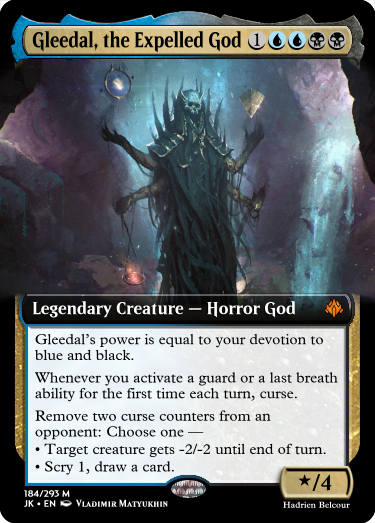 Gleedal, the Expelled God 1
Legendary Creature — Horror God
Gleedal's power is equal to your devotion to
blue and black.
Whenever you activate a guard or a last breath
ability for the first time each turn, curse.
Remove two curse counters from an
opponent: Choose one —
• Target creature gets -2/-2 until end of turn.
• Scry 1, draw a card.
★/4
184/293 M
JK • EN Vladimir Matyukhin
Hadrien Belcour